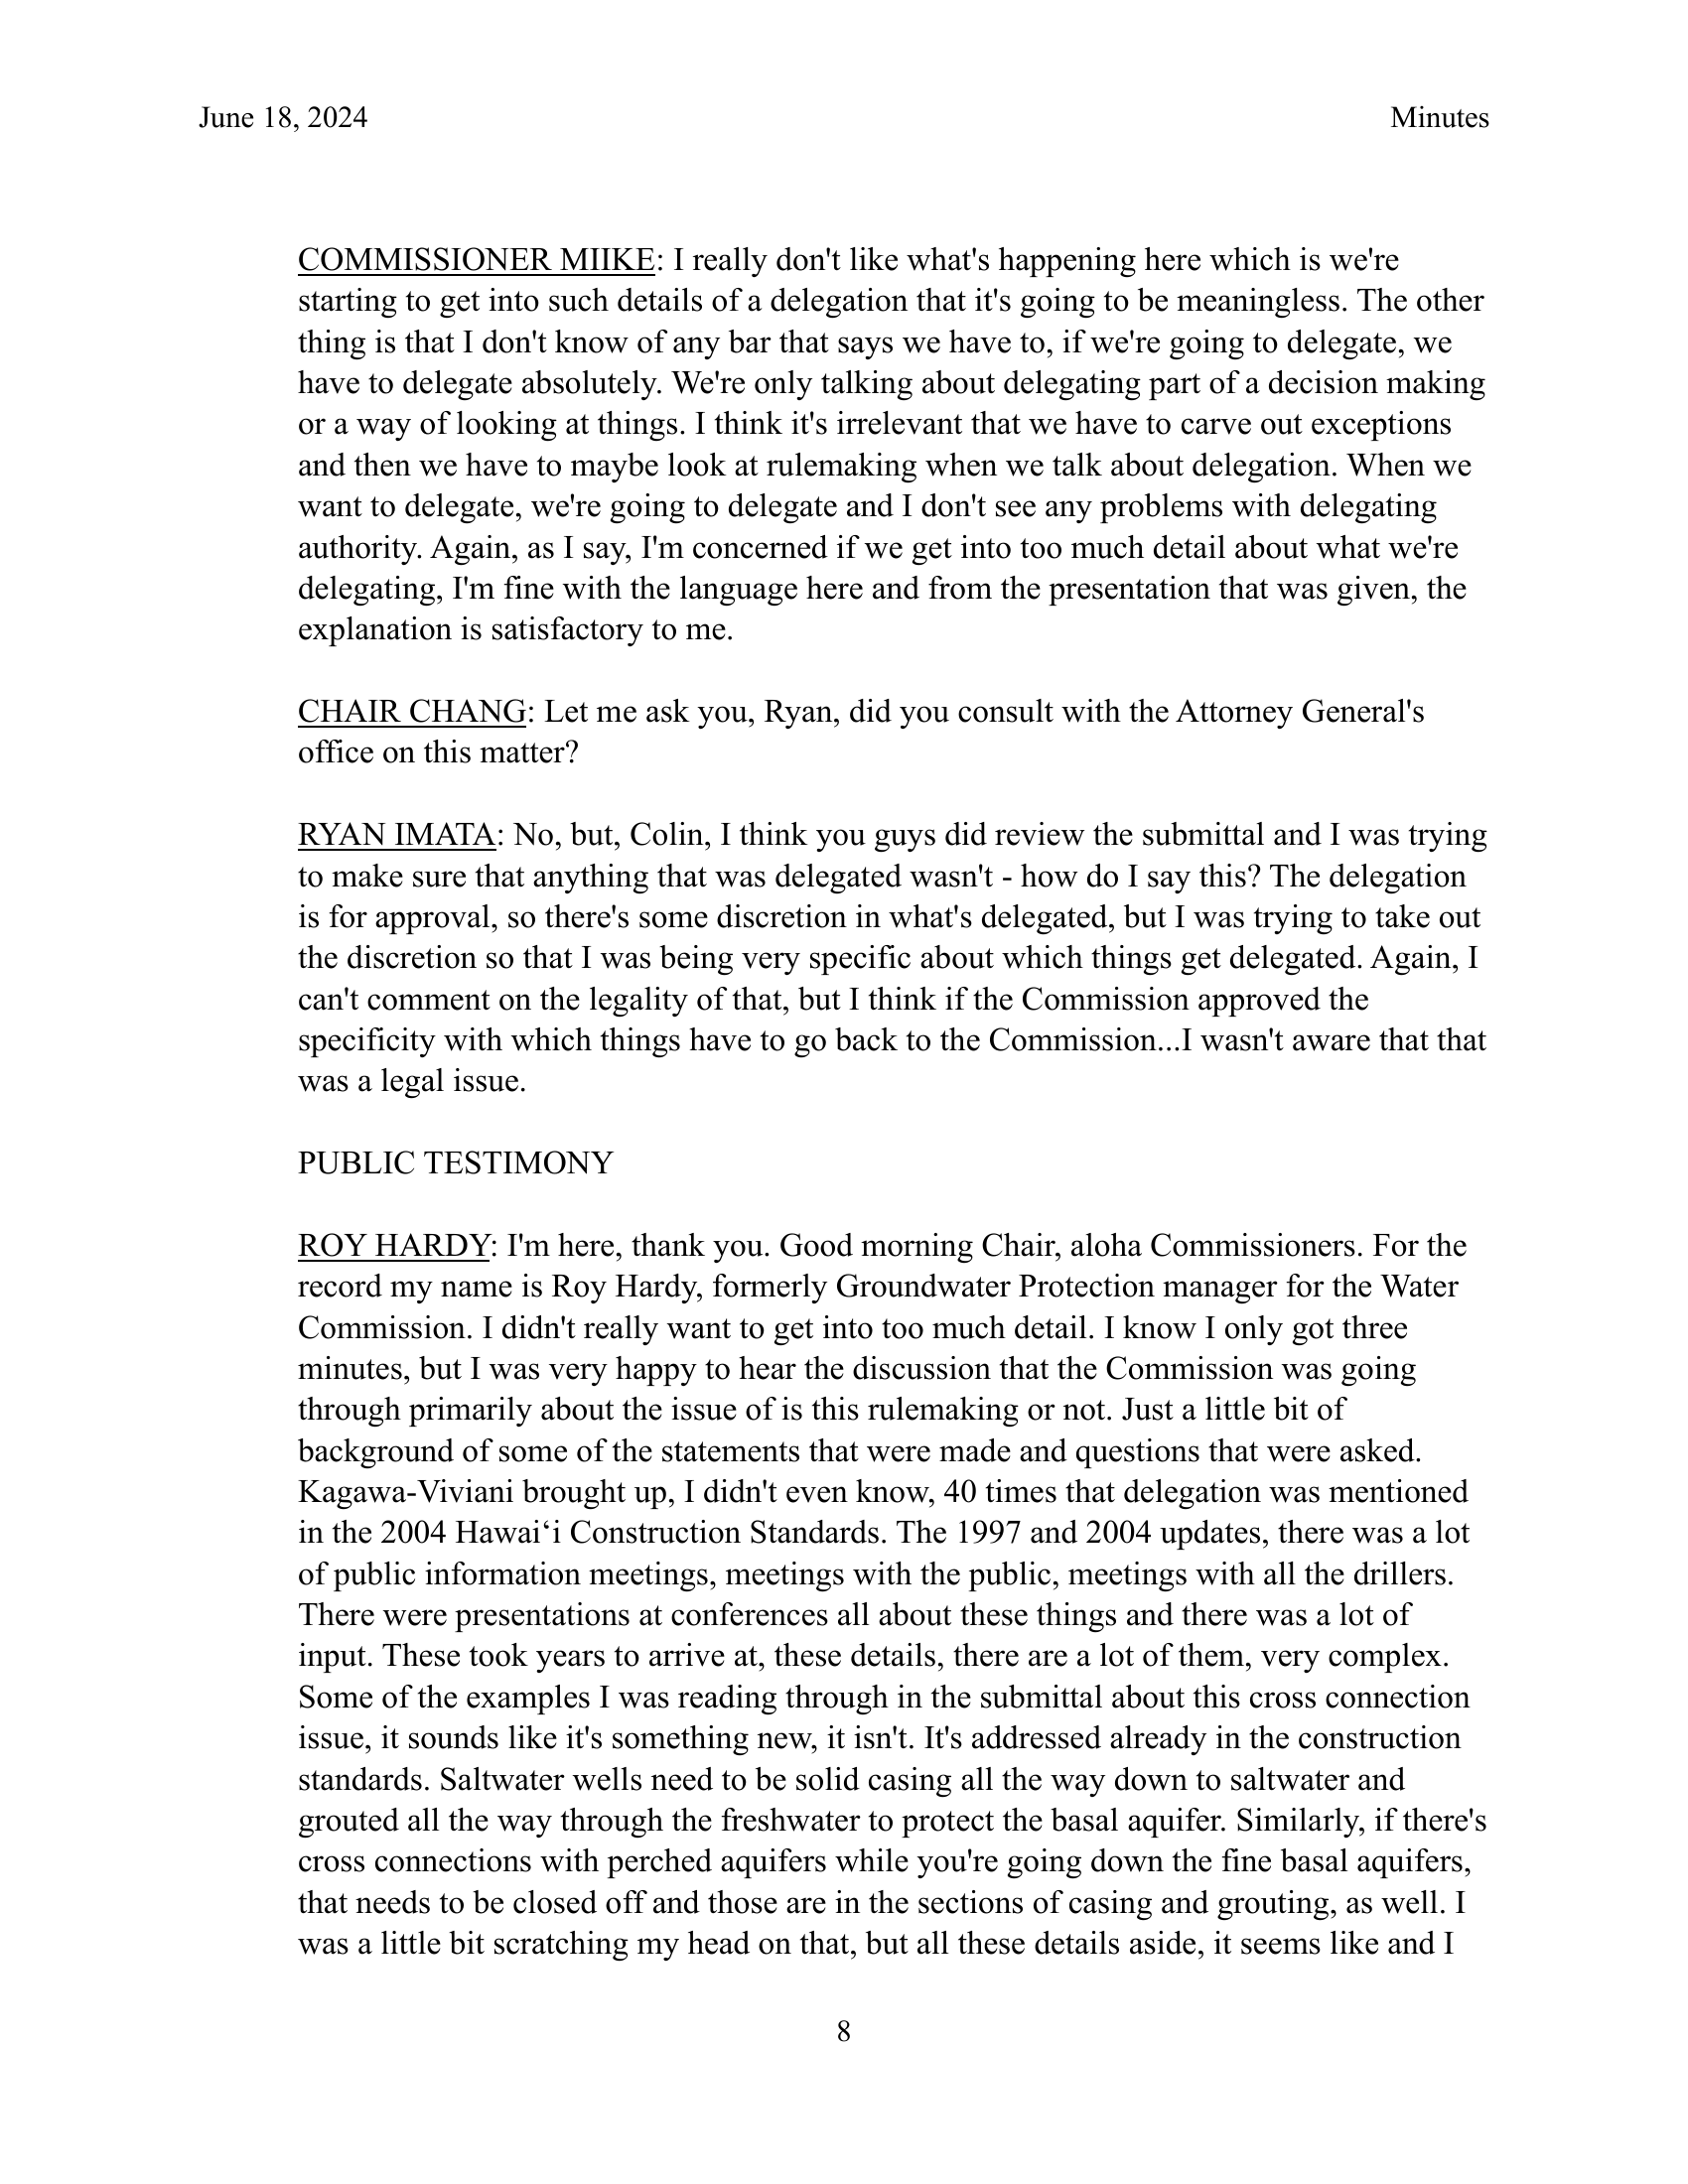 June 18, 2024 Minutes
COMMISSIONER MIIKE: I really don't like what's happening here which is we're
starting to get into such details of a delegation that it's going to be meaningless. The other
thing is that I don't know of any bar that says we have to, if we're going to delegate, we
have to delegate absolutely. We're only talking about delegating part of a decision making
or a way of looking at things. I think it's irrelevant that we have to carve out exceptions
and then we have to maybe look at rulemaking when we talk about delegation. When we
want to delegate, we're going to delegate and I don't see any problems with delegating
authority. Again, as I say, I'm concerned if we get into too much detail about what we're
delegating, I'm fine with the language here and from the presentation that was given, the
explanation is satisfactory to me.
CHAIR CHANG: Let me ask you, Ryan, did you consult with the Attorney General's
office on this matter?
RYAN IMATA: No, but, Colin, I think you guys did review the submittal and I was trying
to make sure that anything that was delegated wasn't - how do I say this? The delegation
is for approval, so there's some discretion in what's delegated, but I was trying to take out
the discretion so that I was being very specific about which things get delegated. Again, I
can't comment on the legality of that, but I think if the Commission approved the
specificity with which things have to go back to the Commission...I wasn't aware that that
was a legal issue.
PUBLIC TESTIMONY
ROY HARDY: I'm here, thank you. Good morning Chair, aloha Commissioners. For the
record my name is Roy Hardy, formerly Groundwater Protection manager for the Water
Commission. I didn't really want to get into too much detail. I know I only got three
minutes, but I was very happy to hear the discussion that the Commission was going
through primarily about the issue of is this rulemaking or not. Just a little bit of
background of some of the statements that were made and questions that were asked.
Kagawa-Viviani brought up, I didn't even know, 40 times that delegation was mentioned
in the 2004 Hawaiʻi Construction Standards. The 1997 and 2004 updates, there was a lot
of public information meetings, meetings with the public, meetings with all the drillers.
There were presentations at conferences all about these things and there was a lot of
input. These took years to arrive at, these details, there are a lot of them, very complex.
Some of the examples I was reading through in the submittal about this cross connection
issue, it sounds like it's something new, it isn't. It's addressed already in the construction
standards. Saltwater wells need to be solid casing all the way down to saltwater and
grouted all the way through the freshwater to protect the basal aquifer. Similarly, if there's
cross connections with perched aquifers while you're going down the fine basal aquifers,
that needs to be closed off and those are in the sections of casing and grouting, as well. I
was a little bit scratching my head on that, but all these details aside, it seems like and I
8